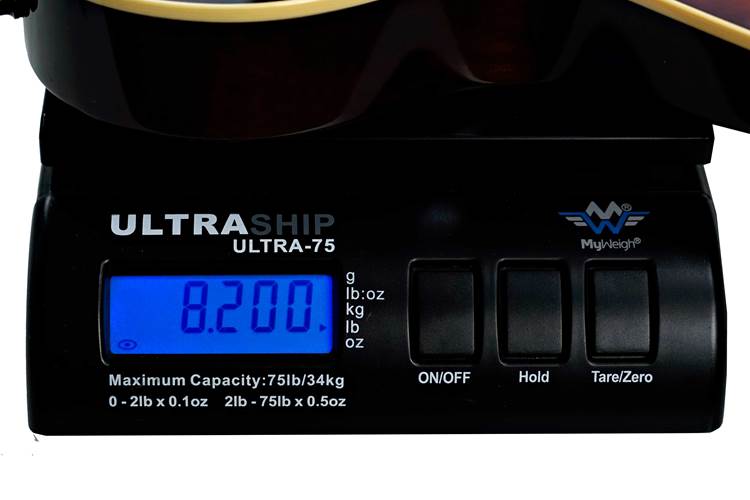 ULTRASHIP
ULTRA-75
MW®
MyWeigh®
8.200
g
lb:oz
kg
lb
oz
Maximum Capacity:75lb/34kg
0 - 2lb x 0.1oz 2lb - 75lb x 0.5oz
ON/OFF
Hold
Tare/Zero